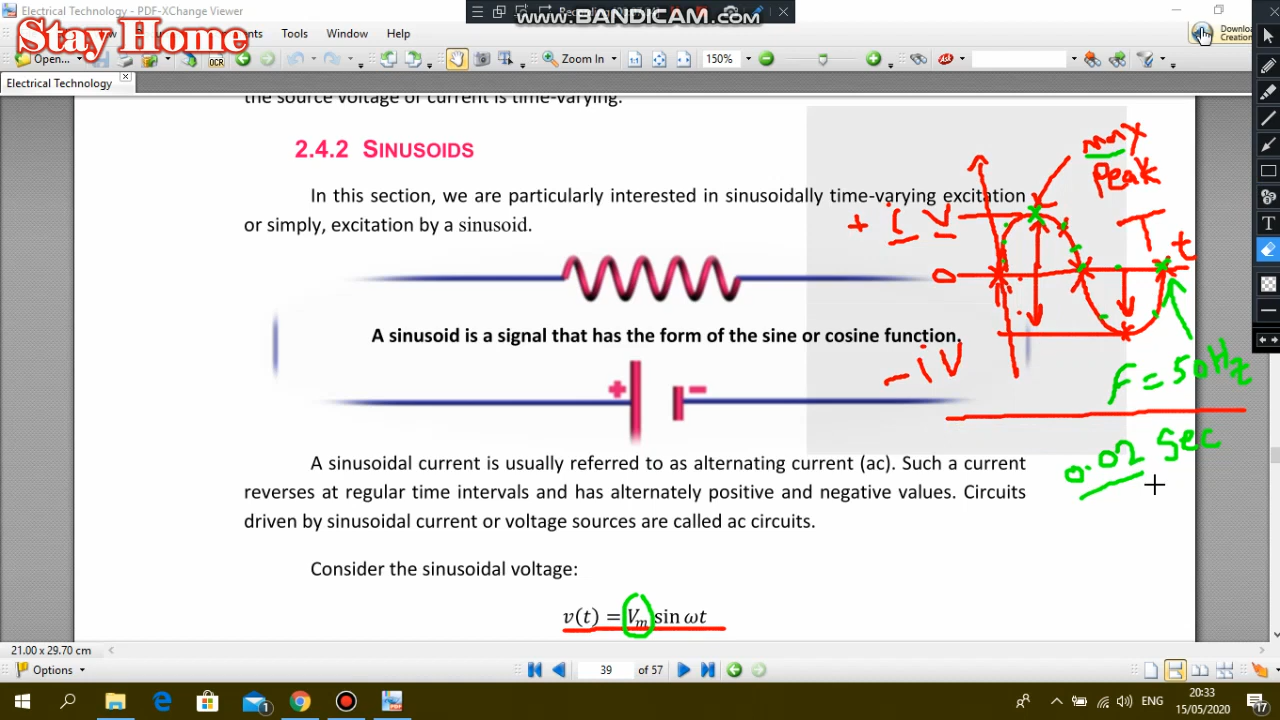 Electrical Technology - PDF-XChange Viewer
www.BANDICAM.com
Stay Home
Tools Window Help
Download
Creation
Open... OCR Zoom In 150%
Electrical Technology
the source voltage or current is time-varying.
2.4.2 SINUSOIDS
In this section, we are particularly interested in sinusoidally time-varying excitation
or simply, excitation by a sinusoid.
A sinusoid is a signal that has the form of the sine or cosine function.
+ -
A sinusoidal current is usually referred to as alternating current (ac). Such a current
reverses at regular time intervals and has alternately positive and negative values. Circuits
driven by sinusoidal current or voltage sources are called ac circuits.
Consider the sinusoidal voltage:
v(t) = Vm sin ωt
max
Peak
+ i V
T
t
0
- i V
F = 50Hz
0.02 Sec
21.00 x 29.70 cm
Options 39 of 57
1
ENG
20:33
15/05/2020
17